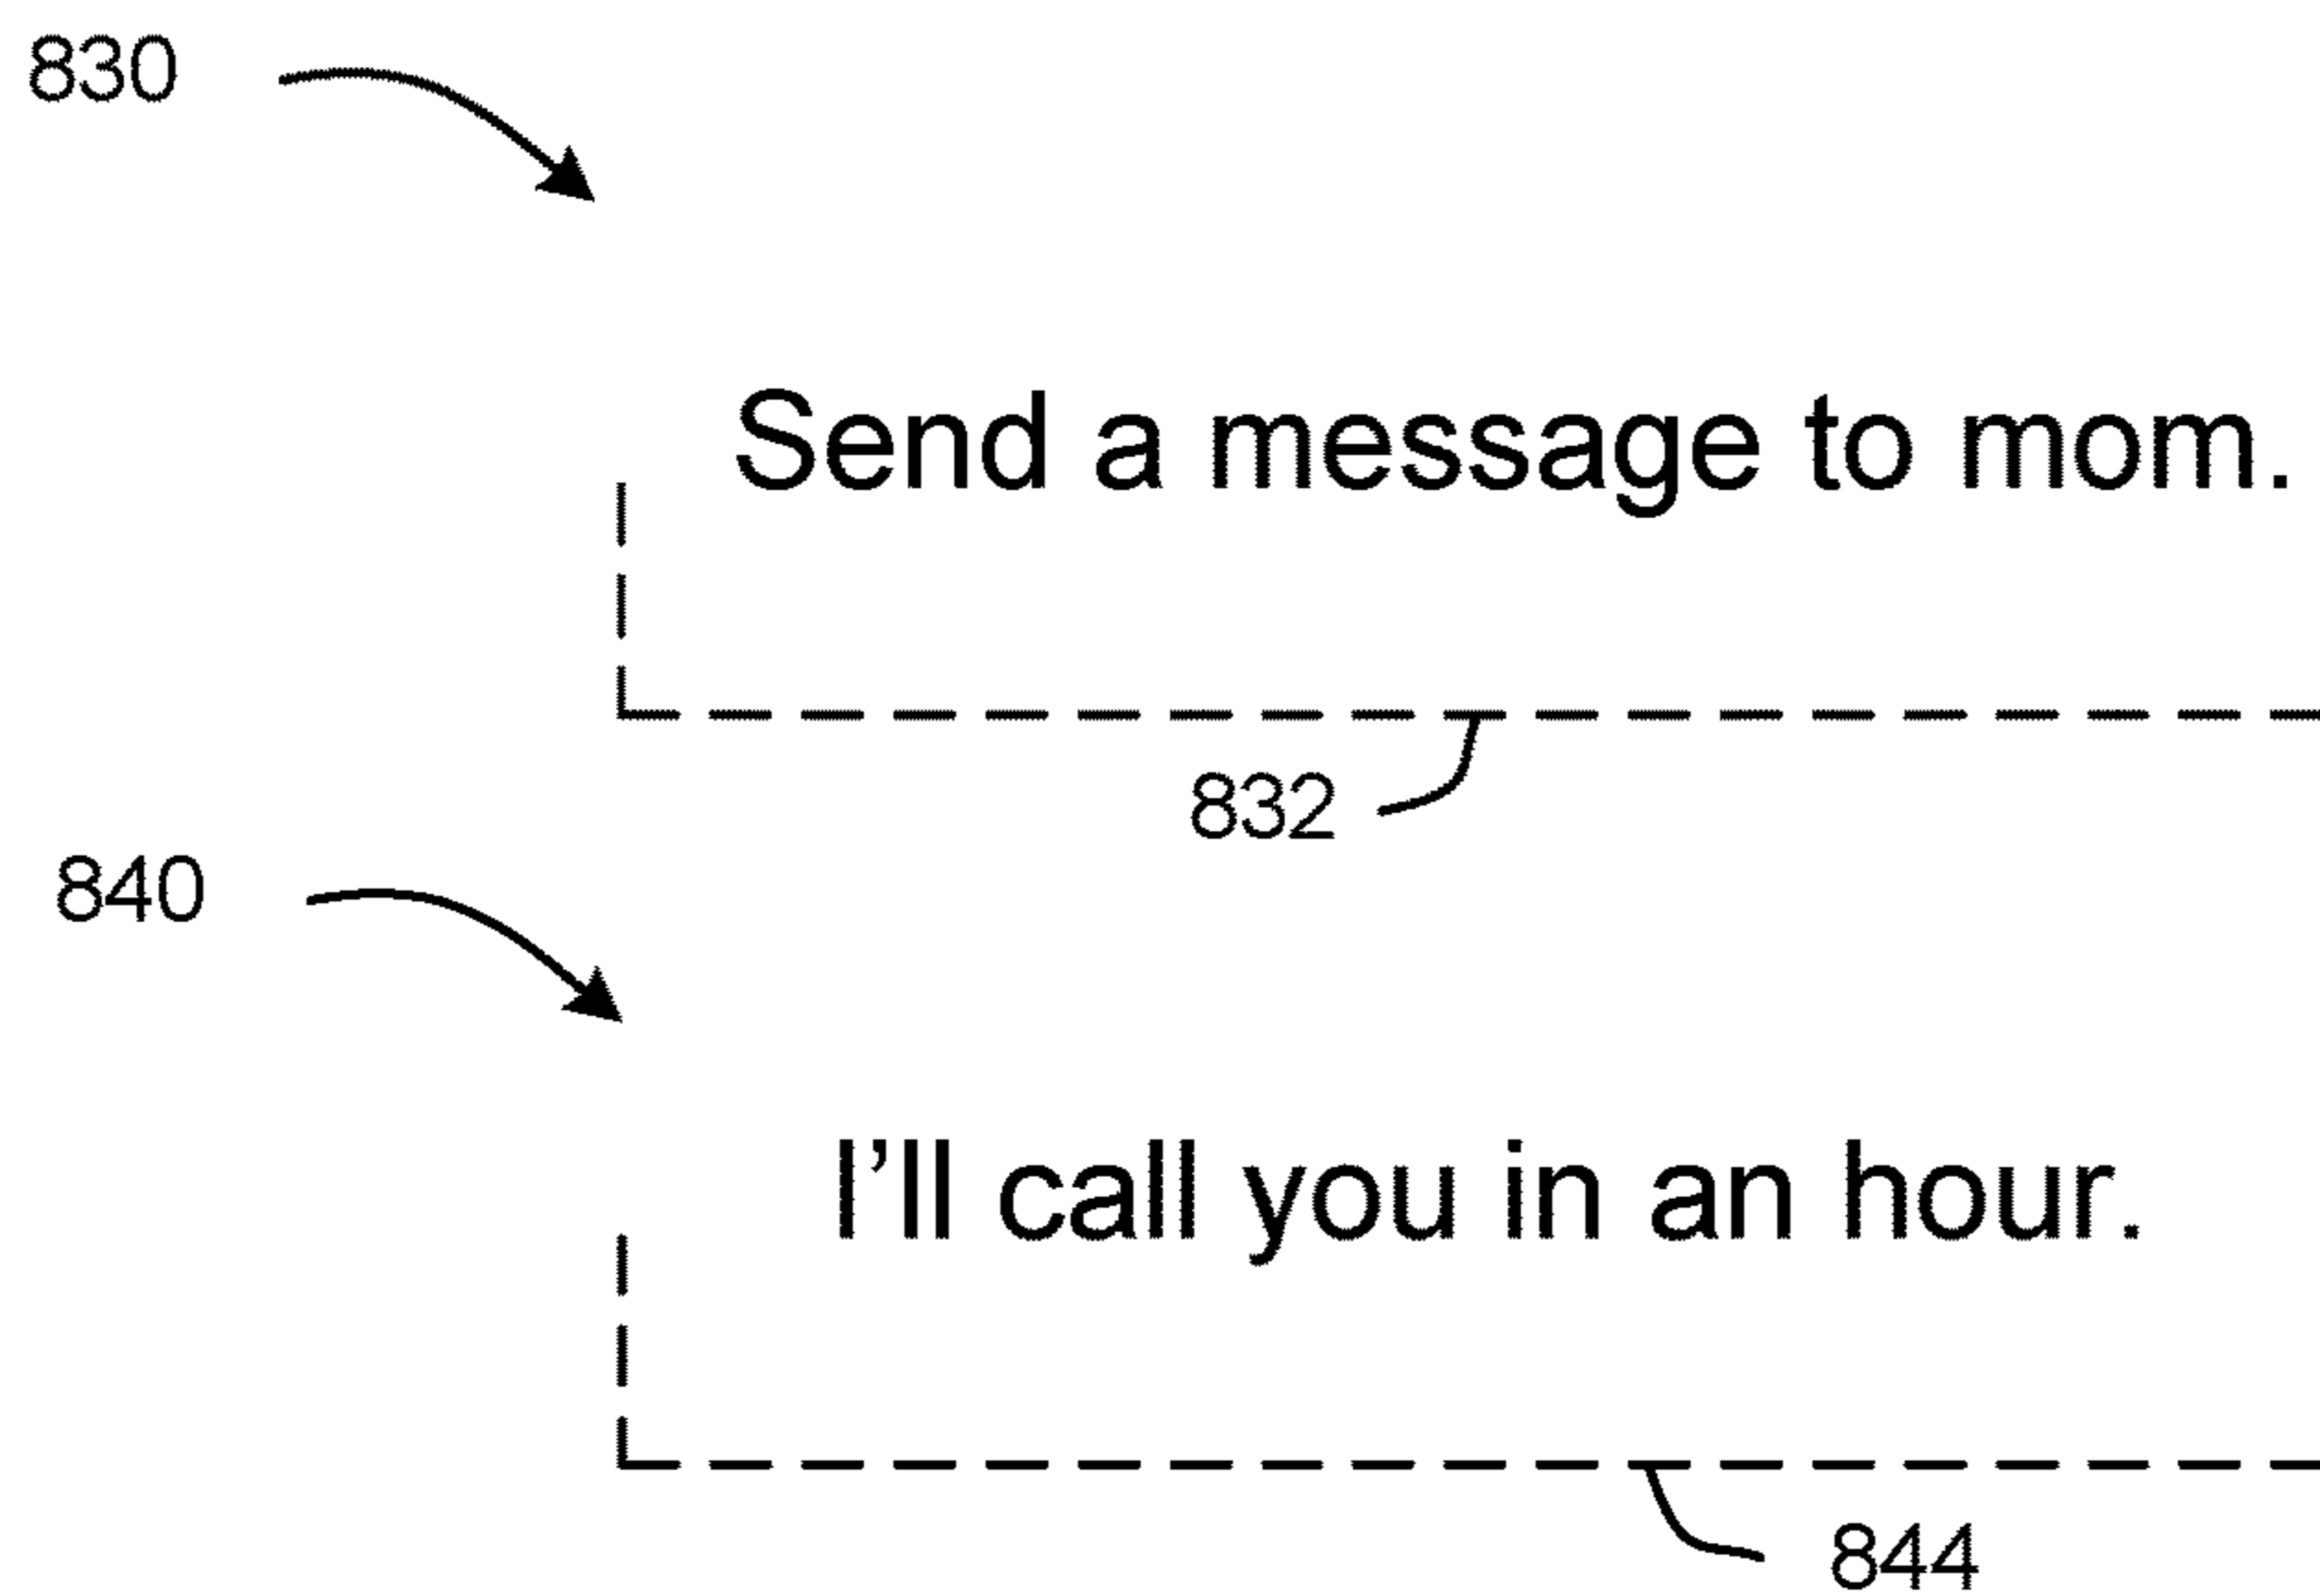 830
Send a message to mom.
832
840
I’ll call you in an hour.
844